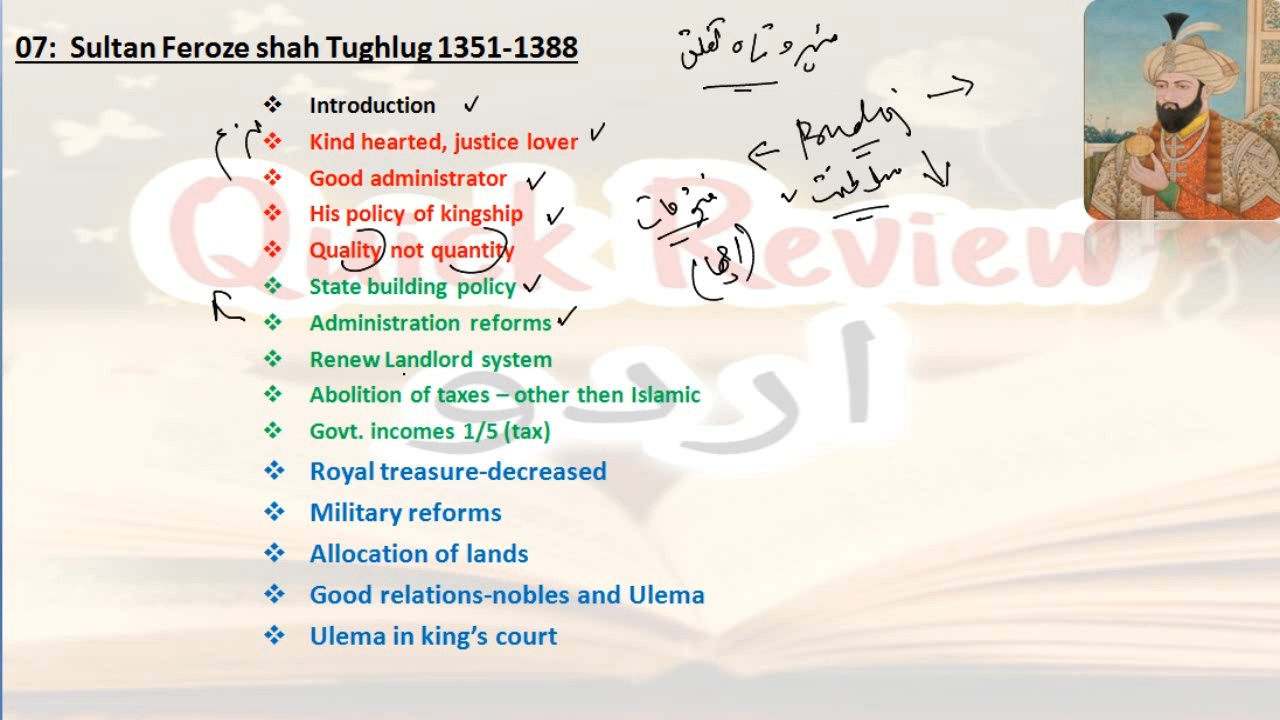 07:  Sultan Feroze shah Tughlug 1351-1388
فیروز شاہ تغلق
Introduction
Kind hearted, justice lover
Good administrator
His policy of kingship
Quality not quantity
State building policy
Administration reforms
Renew Landlord system
Abolition of taxes – other then Islamic
Govt. incomes 1/5 (tax)
Royal treasure-decreased
Military reforms
Allocation of lands
Good relations-nobles and Ulema
Ulema in king’s court
سلطنت
فتوحات
Quick Review
اردو